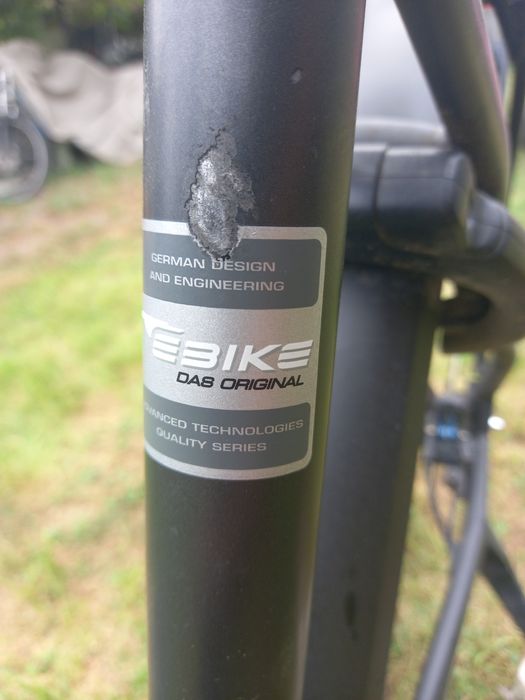 GERMAN DESIGN
AND ENGINEERING
EBIKE
DAS ORIGINAL
ADVANCED TECHNOLOGIES
QUALITY SERIES